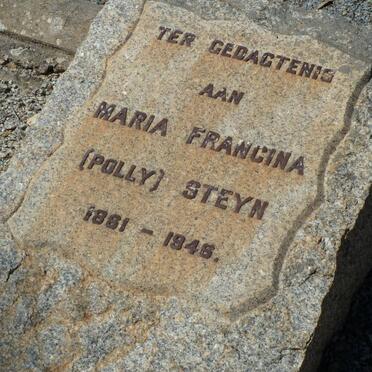 TER GEDACTENIS
AAN
MARIA FRANCINA
(POLLY) STEYN
1861 - 1946.